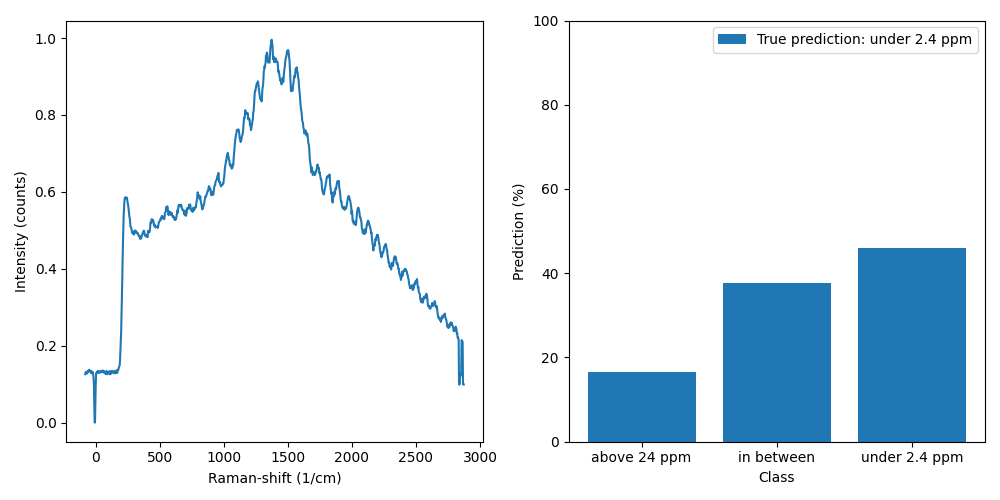 1.0
0.8
0.6
0.4
0.2
0.0
Intensity (counts)
0 500 1000 1500 2000 2500 3000
Raman-shift (1/cm)
100
80
60
40
20
0
Prediction (%)
True prediction: under 2.4 ppm
above 24 ppm in between under 2.4 ppm
Class